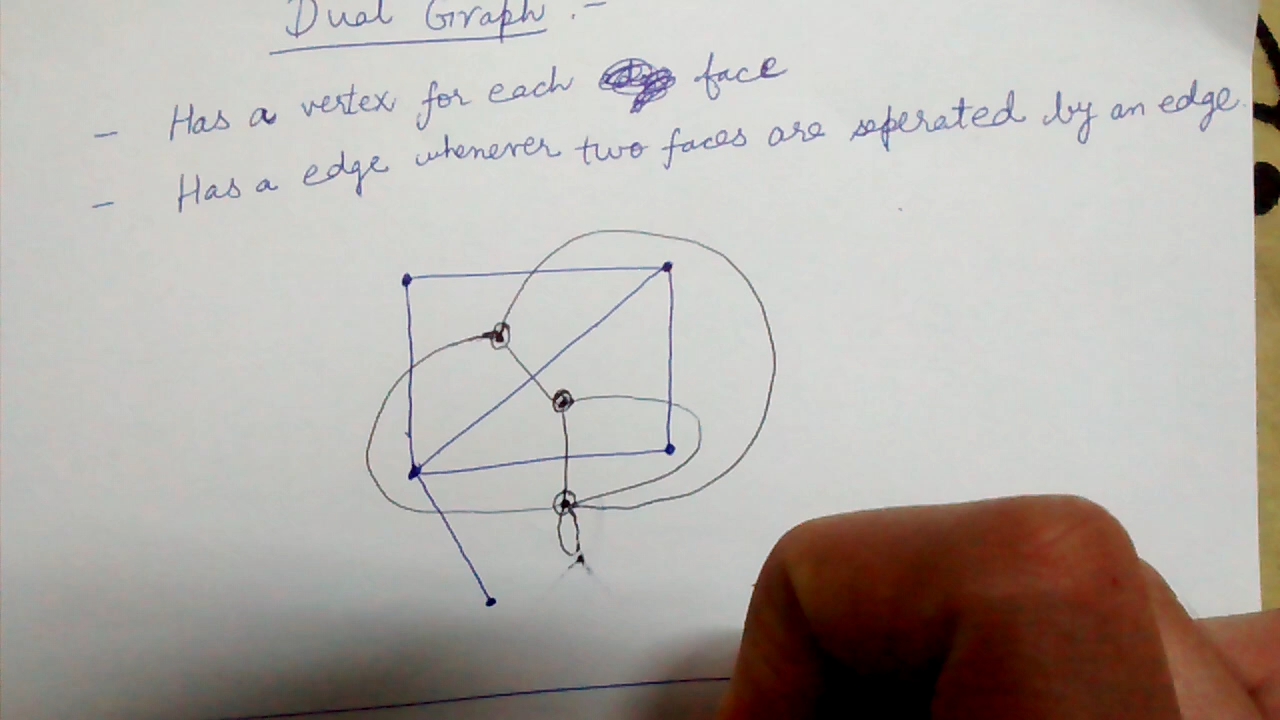 Dual Graph :-
- Has a vertex for each face
- Has a edge whenever two faces are seperated by an edge.